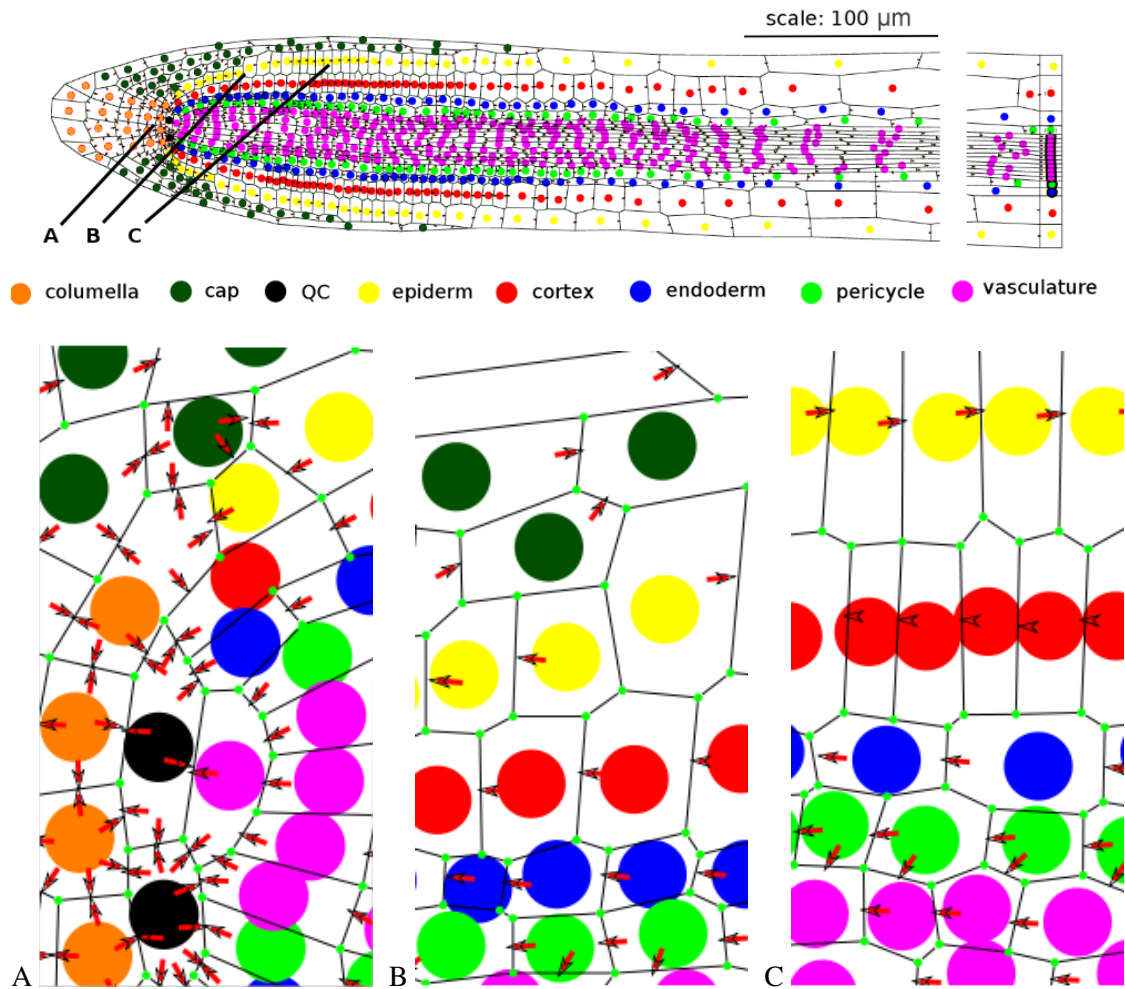 scale: 100 μm
A B C
columella cap QC epiderm cortex endoderm pericycle vasculature
A B C